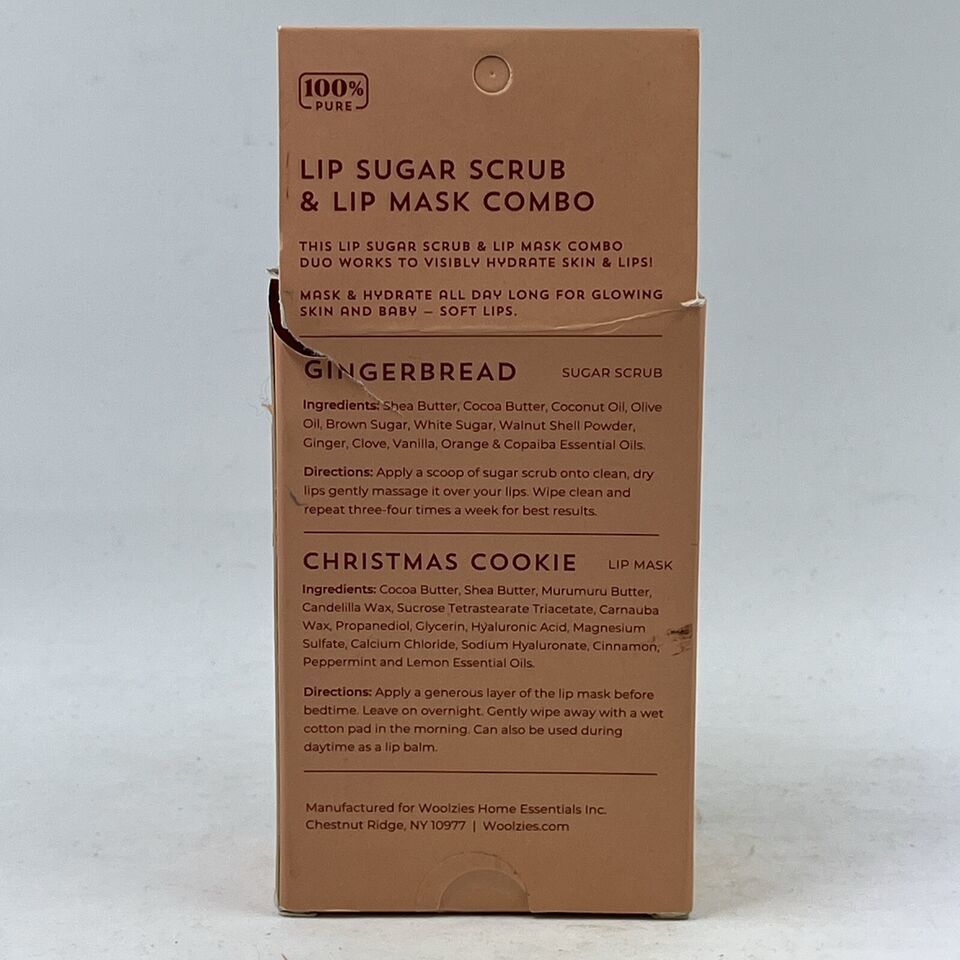 100%
PURE
LIP SUGAR SCRUB
& LIP MASK COMBO
THIS LIP SUGAR SCRUB & LIP MASK COMBO
DUO WORKS TO VISIBLY HYDRATE SKIN & LIPS!
MASK & HYDRATE ALL DAY LONG FOR GLOWING
SKIN AND BABY – SOFT LIPS.
GINGERBREAD SUGAR SCRUB
Ingredients: Shea Butter, Cocoa Butter, Coconut Oil, Olive
Oil, Brown Sugar, White Sugar, Walnut Shell Powder,
Ginger, Clove, Vanilla, Orange & Copaiba Essential Oils.
Directions: Apply a scoop of sugar scrub onto clean, dry
lips gently massage it over your lips. Wipe clean and
repeat three-four times a week for best results.
CHRISTMAS COOKIE LIP MASK
Ingredients: Cocoa Butter, Shea Butter, Murumuru Butter,
Candelilla Wax, Sucrose Tetrastearate Triacetate, Carnauba
Wax, Propanediol, Glycerin, Hyaluronic Acid, Magnesium
Sulfate, Calcium Chloride, Sodium Hyaluronate, Cinnamon,
Peppermint and Lemon Essential Oils.
Directions: Apply a generous layer of the lip mask before
bedtime. Leave on overnight. Gently wipe away with a wet
cotton pad in the morning. Can also be used during
daytime as a lip balm.
Manufactured for Woolzies Home Essentials Inc.
Chestnut Ridge, NY 10977 | Woolzies.com